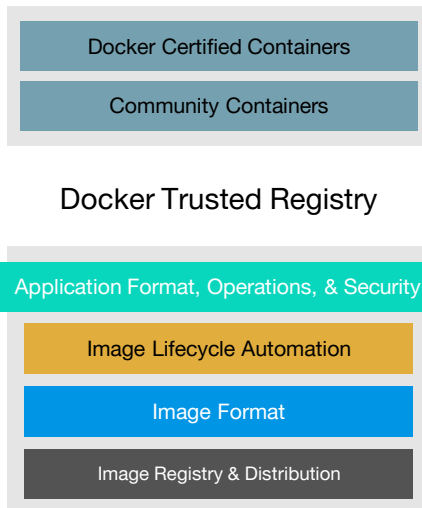 Docker Certified Containers
Community Containers
Docker Trusted Registry
Application Format, Operations, & Security
Image Lifecycle Automation
Image Format
Image Registry & Distribution